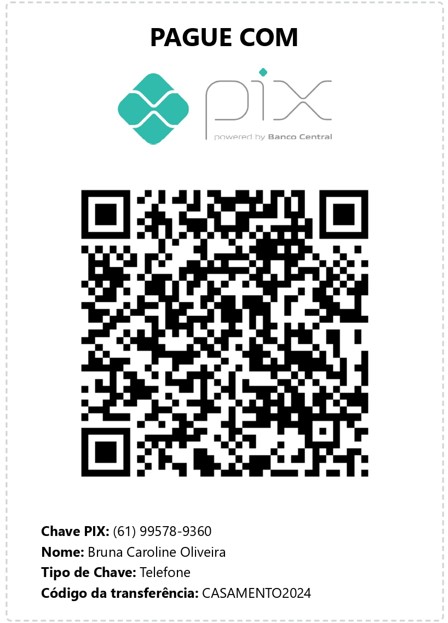 PAGUE COM
pix
powered by Banco Central
Chave PIX: (61) 99578-9360
Nome: Bruna Caroline Oliveira
Tipo de Chave: Telefone
Código da transferência: CASAMENTO2024